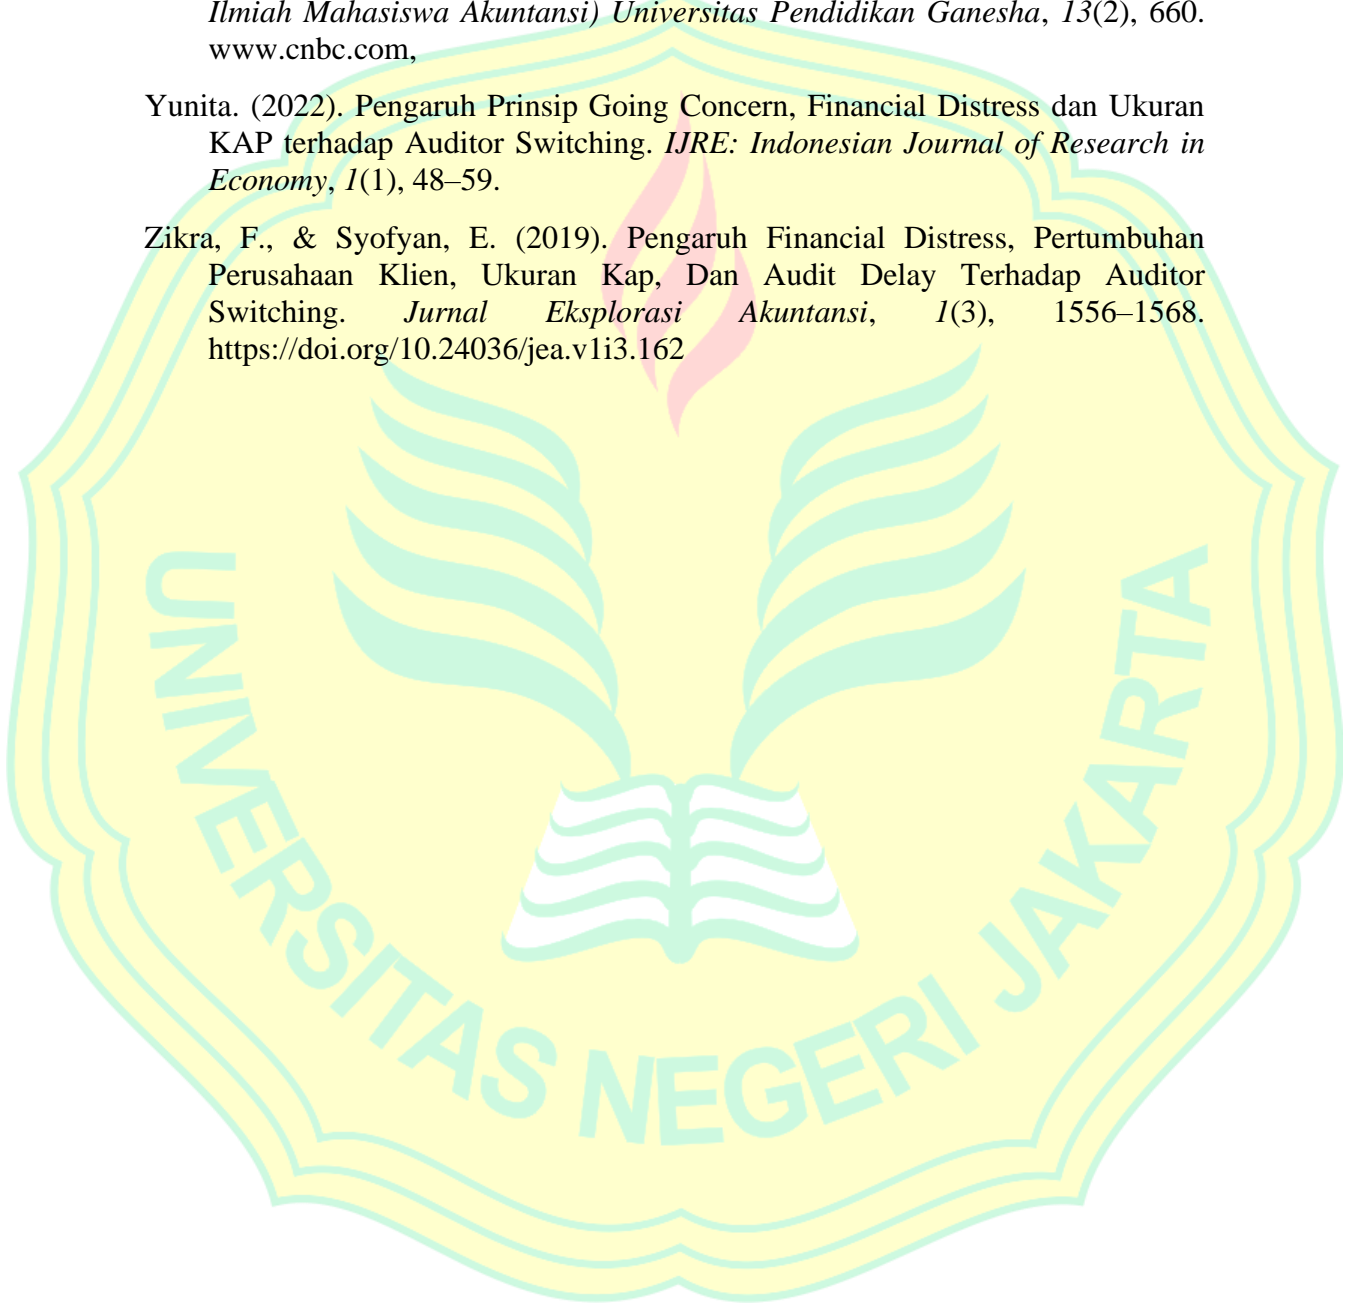 Ilmiah Mahasiswa Akuntansi) Universitas Pendidikan Ganesha, 13(2), 660.
www.cnbc.com,
Yunita. (2022). Pengaruh Prinsip Going Concern, Financial Distress dan Ukuran
KAP terhadap Auditor Switching. IJRE: Indonesian Journal of Research in
Economy, 1(1), 48–59.
Zikra, F., & Syofyan, E. (2019). Pengaruh Financial Distress, Pertumbuhan
Perusahaan Klien, Ukuran Kap, Dan Audit Delay Terhadap Auditor
Switching. Jurnal Eksplorasi Akuntansi, 1(3), 1556–1568.
https://doi.org/10.24036/jea.v1i3.162
UNIVERSITAS NEGERI JAKARTA